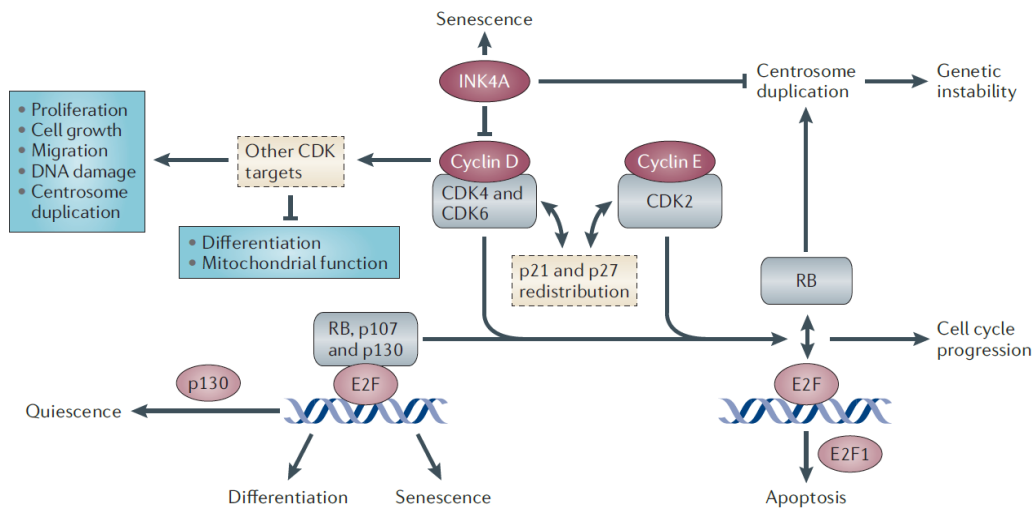 Senescence
INK4A
Centrosome
duplication
Genetic
instability
• Proliferation
• Cell growth
• Migration
• DNA damage
• Centrosome
duplication
Other CDK
targets
Cyclin D
CDK4 and
CDK6
Cyclin E
CDK2
• Differentiation
• Mitochondrial function
p21 and p27
redistribution
RB
RB, p107
and p130
E2F
p130
Quiescence
Differentiation
Senescence
Cell cycle
progression
E2F
E2F1
Apoptosis